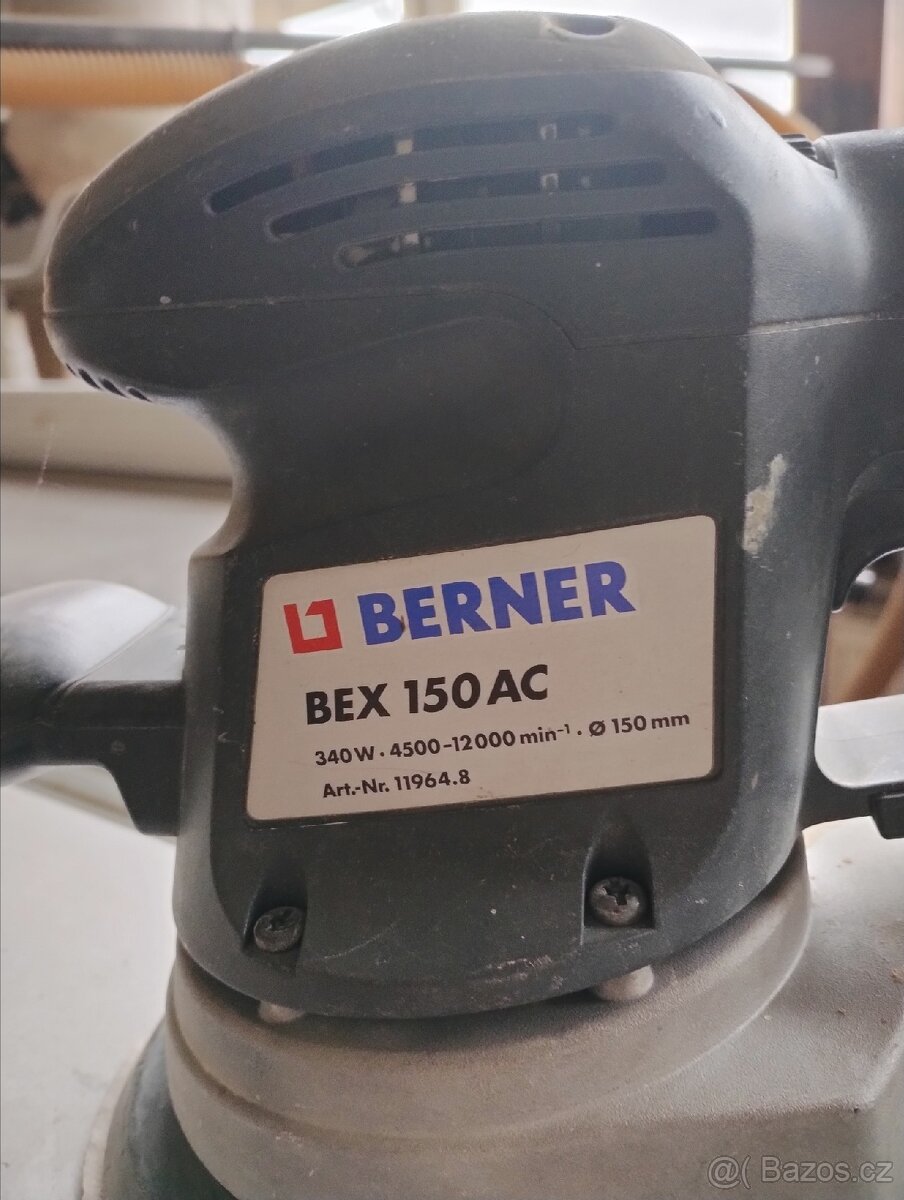 BERNER
BEX 150 AC
340 W · 4500-12000 min⁻¹ · Ø 150 mm
Art.-Nr. 11964.8
@( Bazos.cz